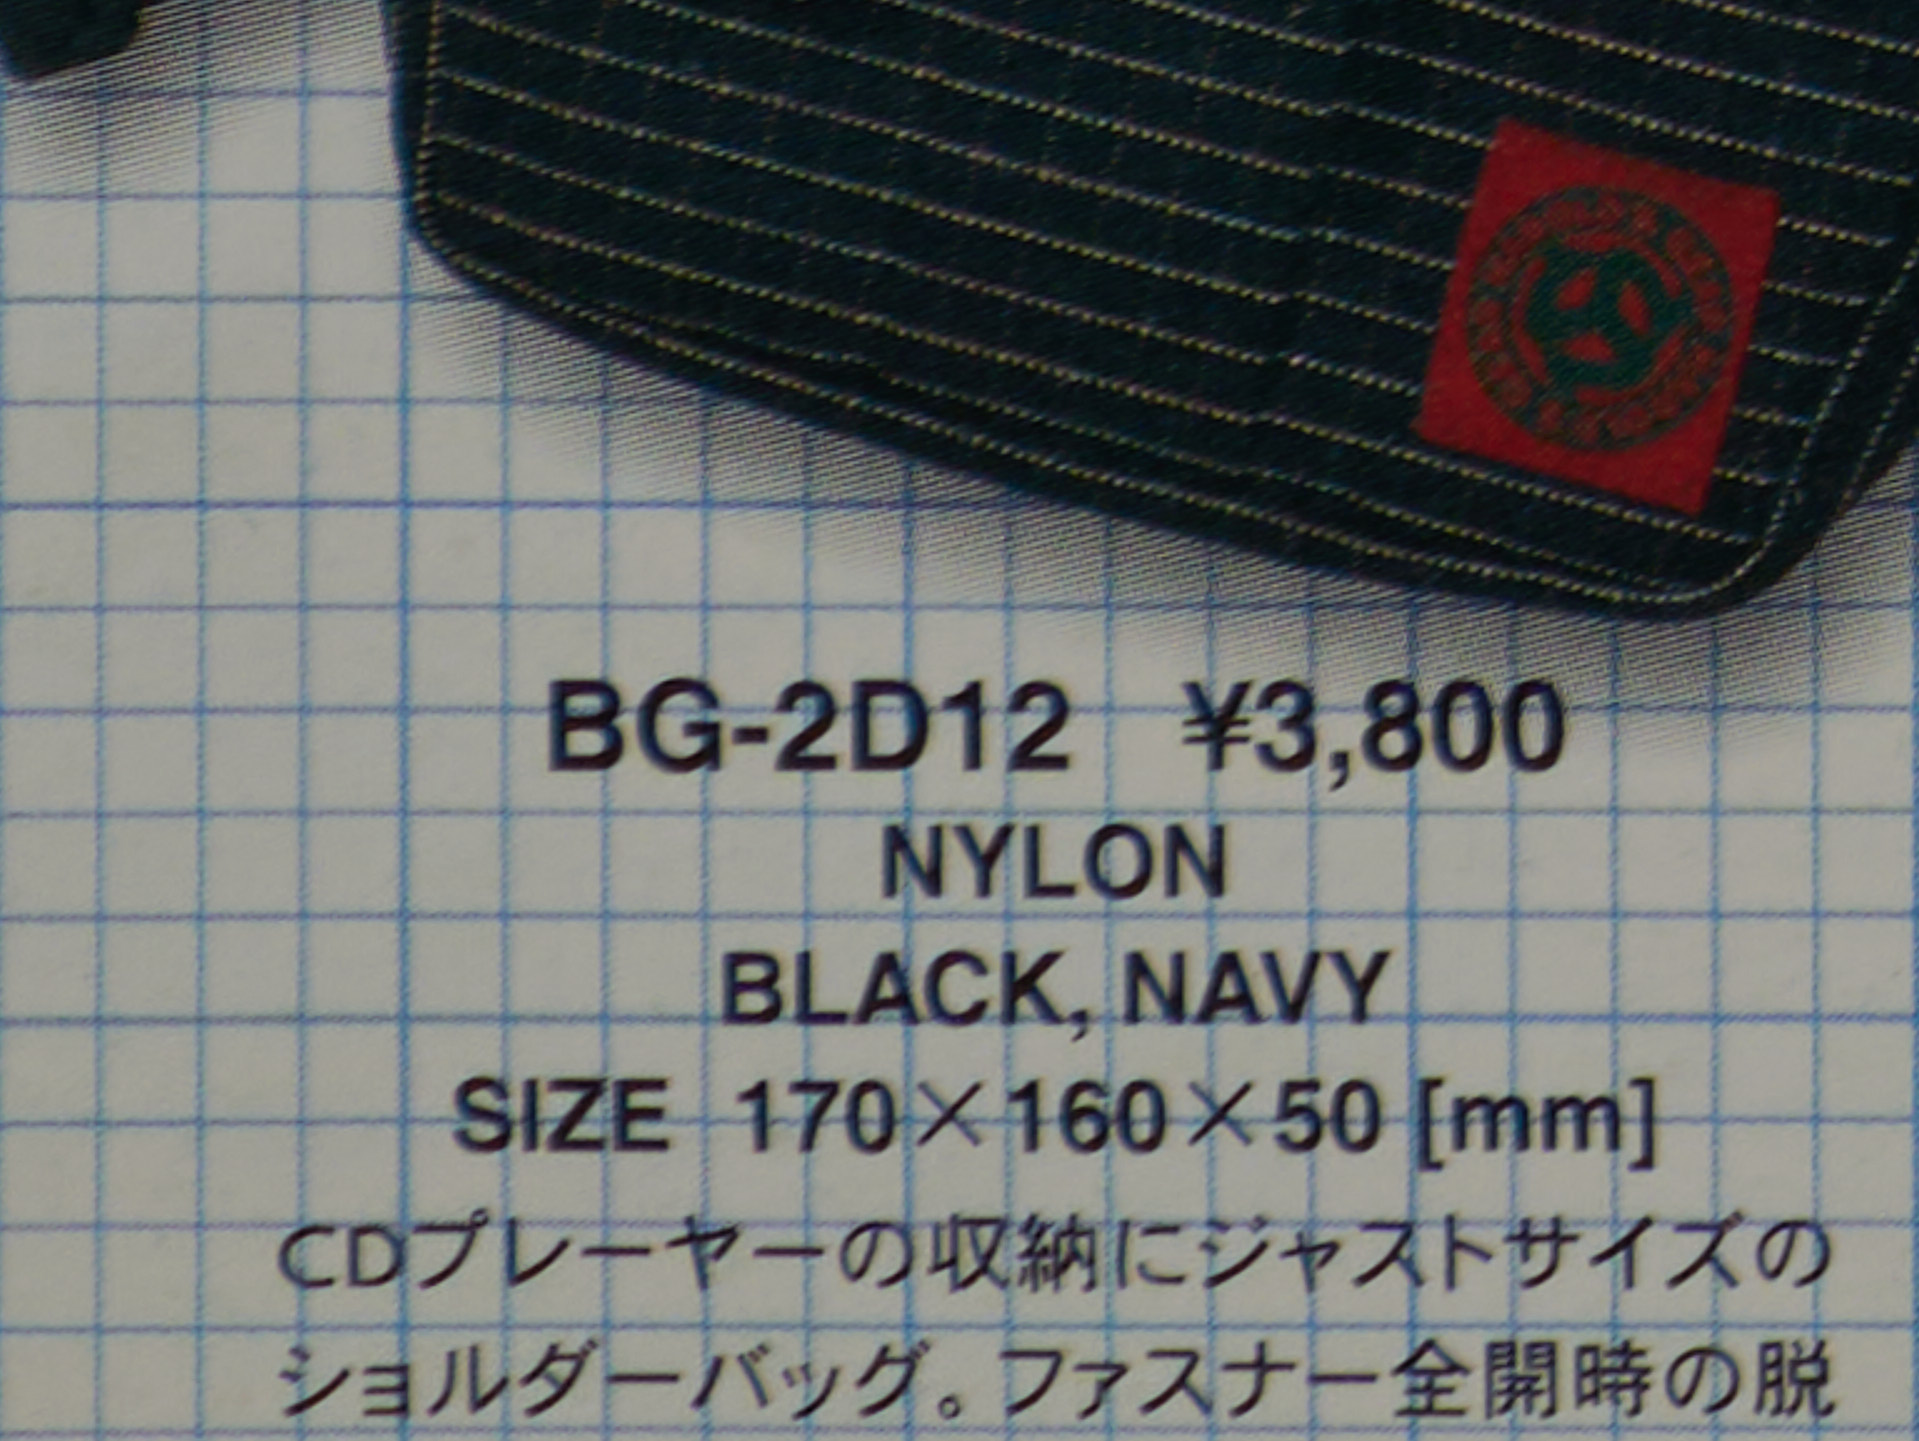 BG-2D12 ¥3,800
NYLON
BLACK, NAVY
SIZE 170×160×50 [mm]
CDプレーヤーの収納にジャストサイズの
ショルダーバッグ。ファスナー全開時の脱